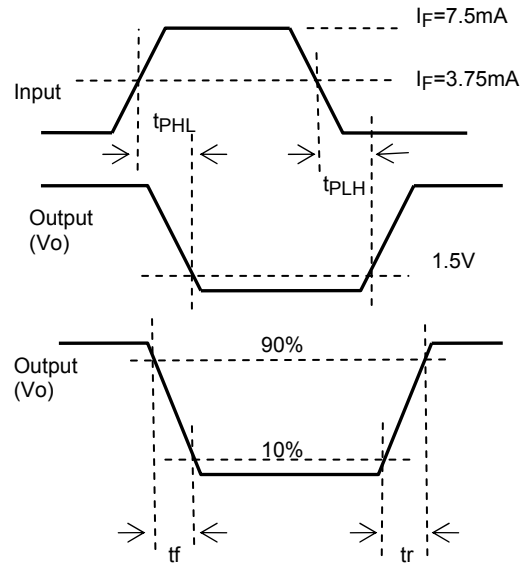 IF=7.5mA
IF=3.75mA
Input
tPHL
tPLH
Output
(Vo)
1.5V
90%
Output
(Vo)
10%
tf
tr